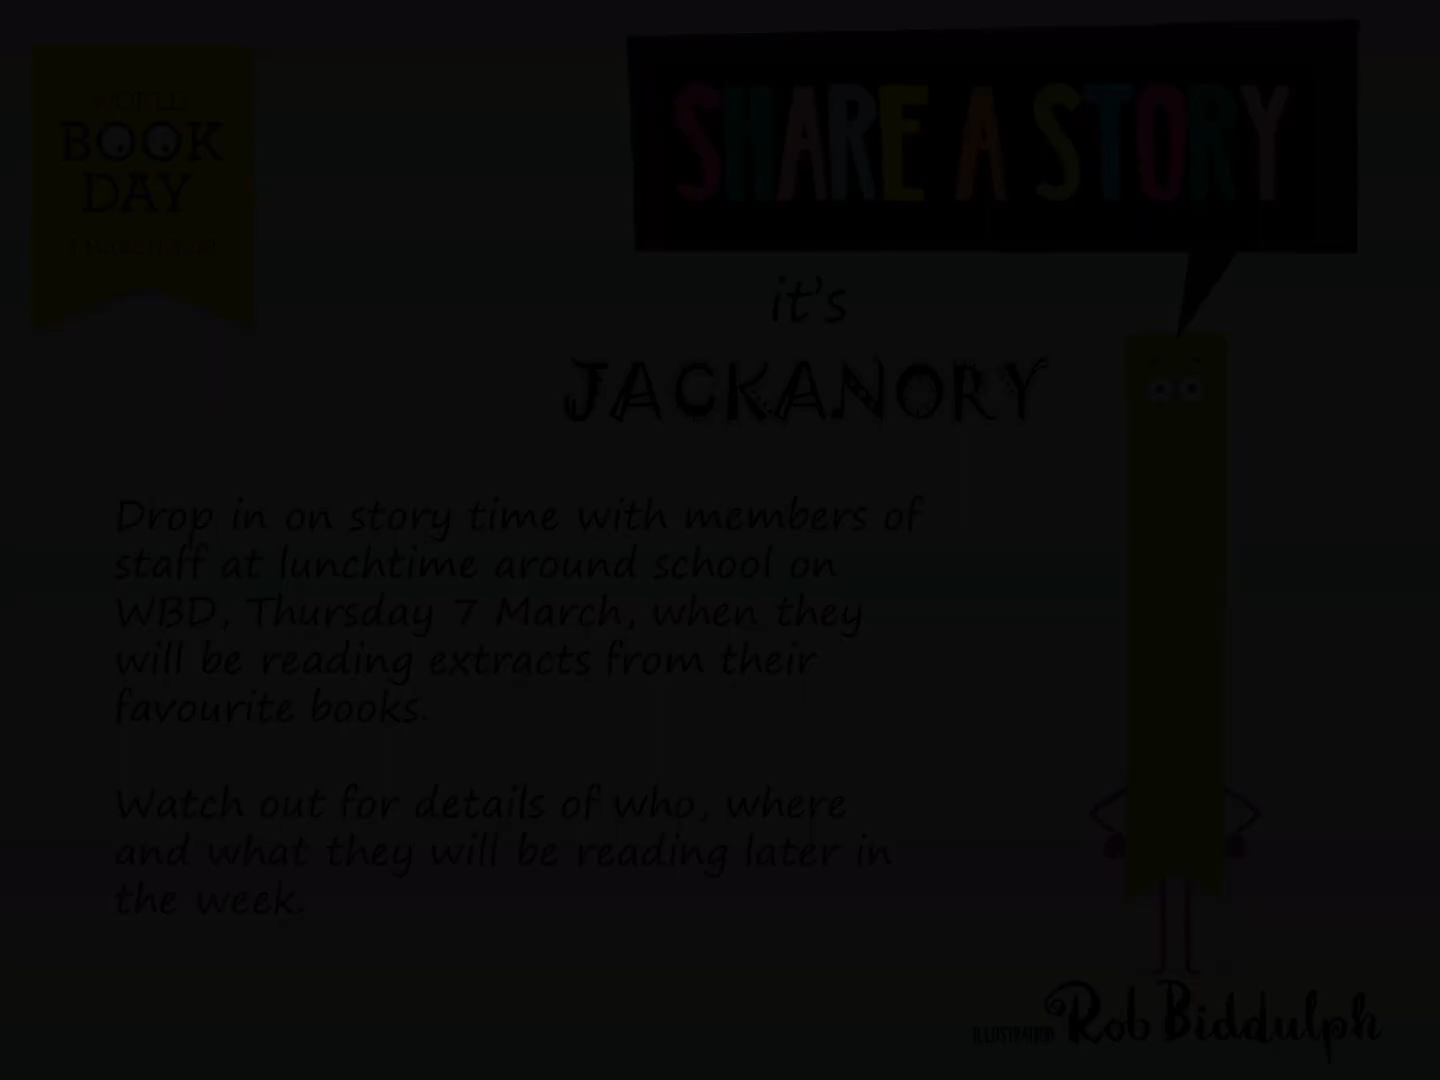 WORLD
BOOK
DAY
SHARE A STORY
it's
JACKANORY
Drop in on story time with members of
staff at lunchtime around school on
WBD, Thursday 7 March, when they
will be reading extracts from their
favourite books.
Watch out for details of who, where
and what they will be reading later in
the week.
ILLUSTRATED Rob Biddulph